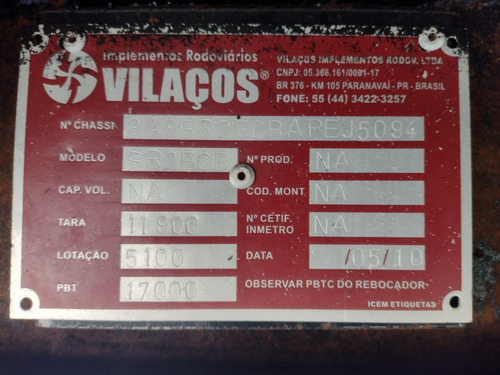 Implementos Rodoviários
VILAÇOS®
VILAÇOS IMPLEMENTOS RODOV. LTDA
CNPJ: 05.366.161/0001-17
BR 376 - KM 105 PARANAVAÍ - PR - BRASIL
FONE: 55 (44) 3422-3257
Nº CHASSI
MODELO
Nº PROD. NA
CAP. VOL. NA
COD. MONT NA
TARA 11900
Nº CÉTIF. INMETRO NA
LOTAÇÃO 5100
DATA /05/10
PBT 17000
OBSERVAR PBTC DO REBOCADOR
ICEM ETIQUETAS